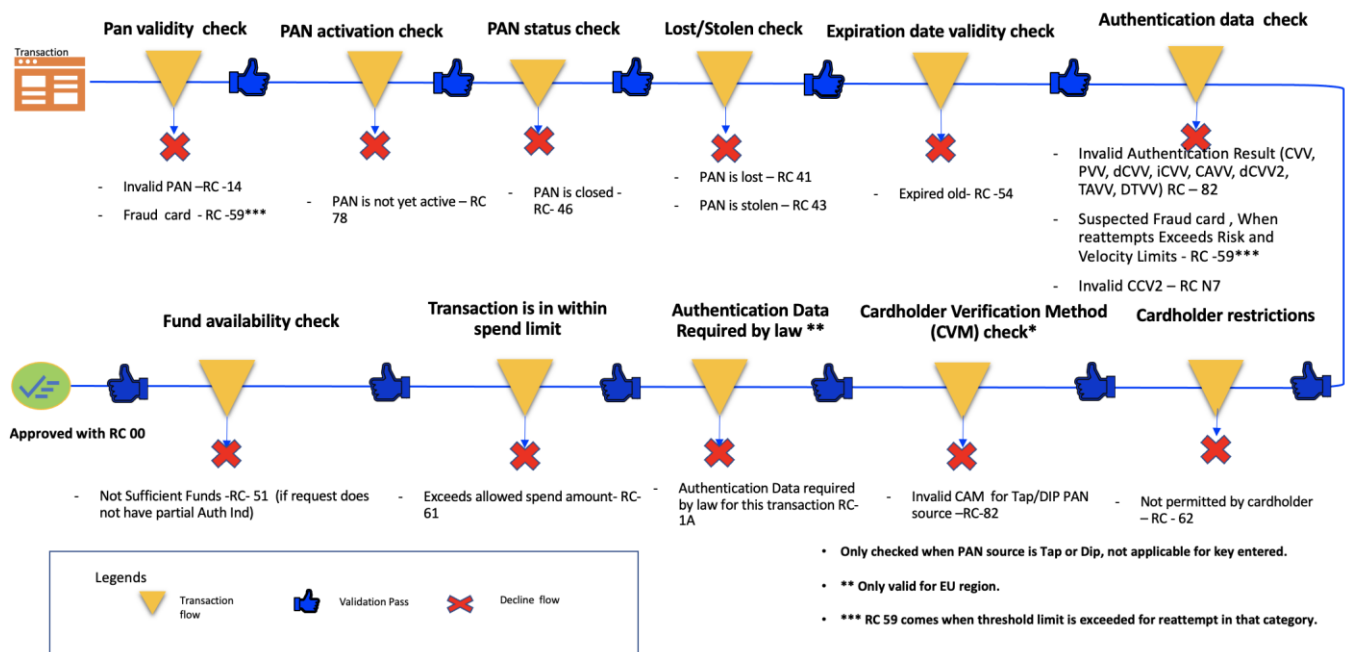 Transaction
Pan validity check
PAN activation check
PAN status check
Lost/Stolen check
Expiration date validity check
Authentication data check
- Invalid PAN –RC -14
- Fraud card - RC -59***
- PAN is not yet active – RC
78
- PAN is closed -
RC- 46
- PAN is lost – RC 41
- PAN is stolen – RC 43
- Expired old- RC -54
- Invalid Authentication Result (CVV,
PVV, dCVV, iCVV, CAVV, dCVV2,
TAVV, DTVV) RC – 82
- Suspected Fraud card , When
reattempts Exceeds Risk and
Velocity Limits - RC -59***
- Invalid CCV2 – RC N7
Fund availability check
Transaction is in within
spend limit
Authentication Data
Required by law **
Cardholder Verification Method
(CVM) check*
Cardholder restrictions
Approved with RC 00
- Not Sufficient Funds -RC- 51 (if request does
not have partial Auth Ind)
- Exceeds allowed spend amount- RC-
61
- Authentication Data required
by law for this transaction RC-
1A
- Invalid CAM for Tap/DIP PAN
source –RC-82
- Not permitted by cardholder
– RC - 62
Legends
Transaction
flow
Validation Pass
Decline flow
• Only checked when PAN source is Tap or Dip, not applicable for key entered.
• ** Only valid for EU region.
• *** RC 59 comes when threshold limit is exceeded for reattempt in that category.